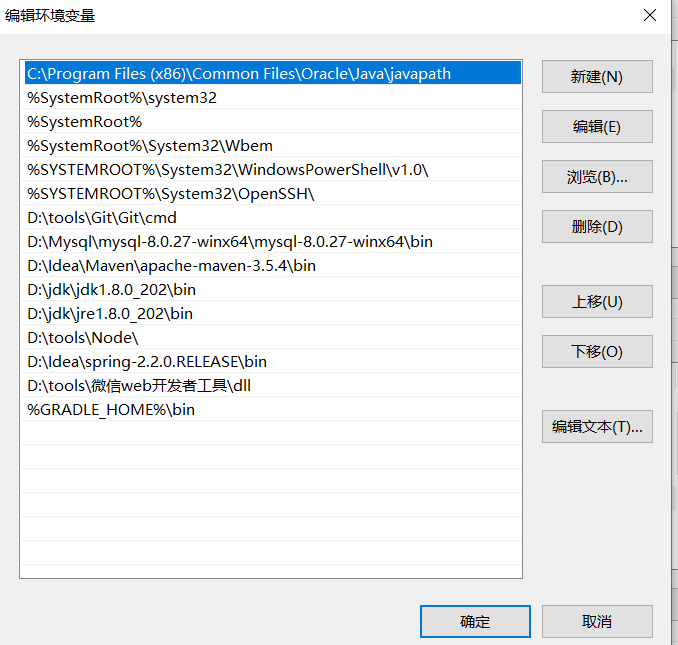 编辑环境变量
C:\Program Files (x86)\Common Files\Oracle\Java\javapath
%SystemRoot%\system32
%SystemRoot%
%SystemRoot%\System32\Wbem
%SYSTEMROOT%\System32\WindowsPowerShell\v1.0\
%SYSTEMROOT%\System32\OpenSSH\
D:\tools\Git\Git\cmd
D:\Mysql\mysql-8.0.27-winx64\mysql-8.0.27-winx64\bin
D:\Idea\Maven\apache-maven-3.5.4\bin
D:\jdk\jdk1.8.0_202\bin
D:\jdk\jre1.8.0_202\bin
D:\tools\Node\
D:\Idea\spring-2.2.0.RELEASE\bin
D:\tools\微信web开发者工具\dll
%GRADLE_HOME%\bin
新建(N)
编辑(E)
浏览(B)...
删除(D)
上移(U)
下移(O)
编辑文本(T)...
确定
取消